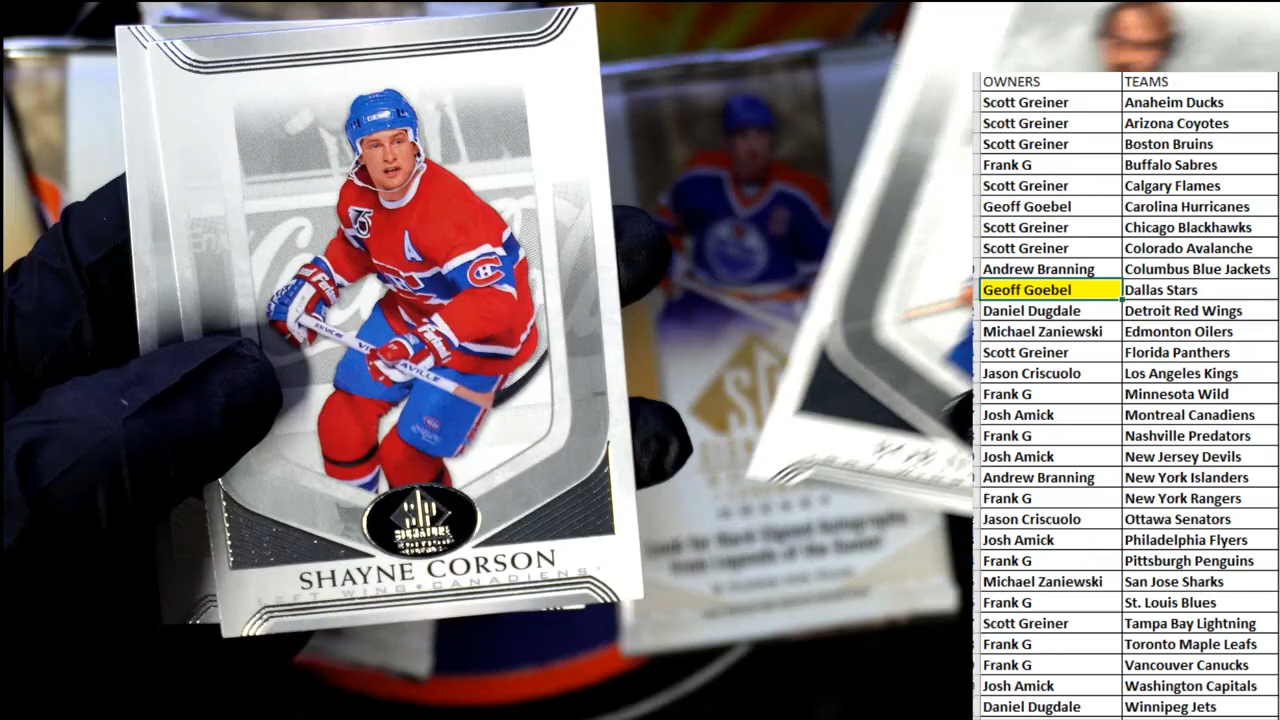 SIGNATURE
EDITION
LEGENDS
SHAYNE CORSON
LEFT WING • CANADIENS
OWNERS TEAMS
Scott Greiner Anaheim Ducks
Scott Greiner Arizona Coyotes
Scott Greiner Boston Bruins
Frank G Buffalo Sabres
Scott Greiner Calgary Flames
Geoff Goebel Carolina Hurricanes
Scott Greiner Chicago Blackhawks
Scott Greiner Colorado Avalanche
Andrew Branning Columbus Blue Jackets
Geoff Goebel Dallas Stars
Daniel Dugdale Detroit Red Wings
Michael Zaniewski Edmonton Oilers
Scott Greiner Florida Panthers
Jason Criscuolo Los Angeles Kings
Frank G Minnesota Wild
Josh Amick Montreal Canadiens
Frank G Nashville Predators
Josh Amick New Jersey Devils
Andrew Branning New York Islanders
Frank G New York Rangers
Jason Criscuolo Ottawa Senators
Josh Amick Philadelphia Flyers
Frank G Pittsburgh Penguins
Michael Zaniewski San Jose Sharks
Frank G St. Louis Blues
Scott Greiner Tampa Bay Lightning
Frank G Toronto Maple Leafs
Frank G Vancouver Canucks
Josh Amick Washington Capitals
Daniel Dugdale Winnipeg Jets